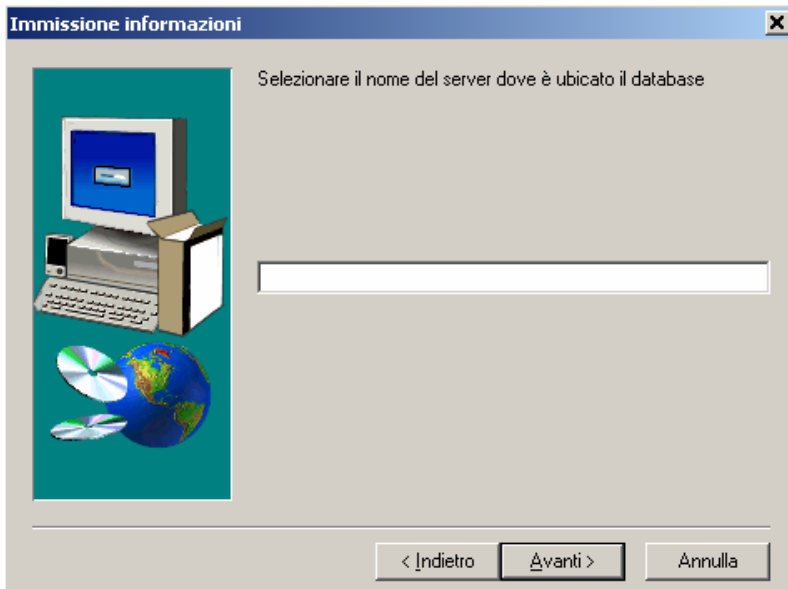 Immissione informazioni
Selezionare il nome del server dove è ubicato il database
< Indietro
Avanti >
Annulla